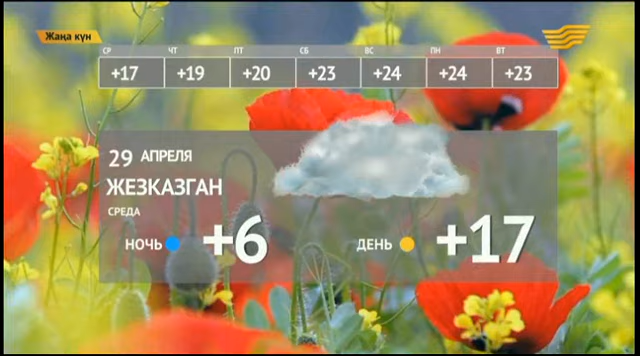 Жаңа күн
СР ЧТ ПТ СБ ВС ПН ВТ
+17 +19 +20 +23 +24 +24 +23
29 АПРЕЛЯ
ЖЕЗКАЗГАН
СРЕДА
НОЧЬ +6 ДЕНЬ +17